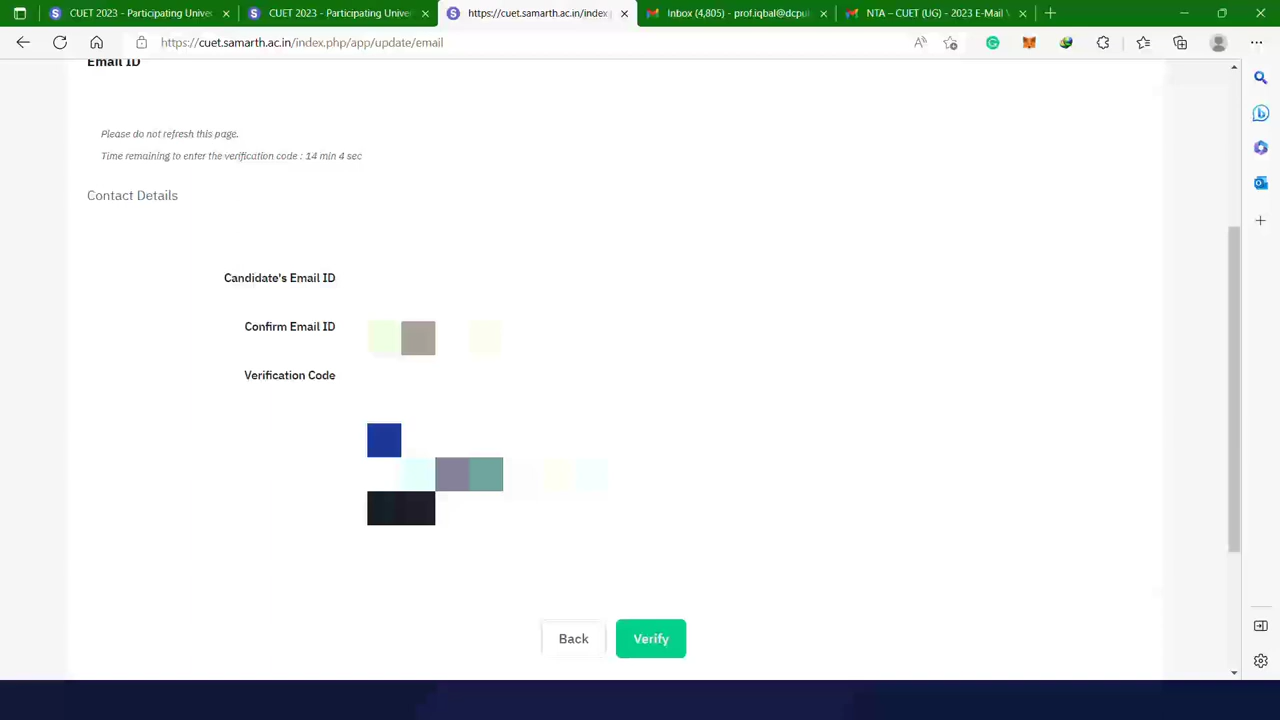 CUET 2023 - Participating Univer
CUET 2023 - Participating Univer
https://cuet.samarth.ac.in/index.p
Inbox (4,805) - prof.iqbal@dcpul
NTA – CUET (UG) - 2023 E-Mail V
https://cuet.samarth.ac.in/index.php/app/update/email
Email ID
Please do not refresh this page.
Time remaining to enter the verification code : 14 min 4 sec
Contact Details
Candidate's Email ID
Confirm Email ID
Verification Code
Back
Verify